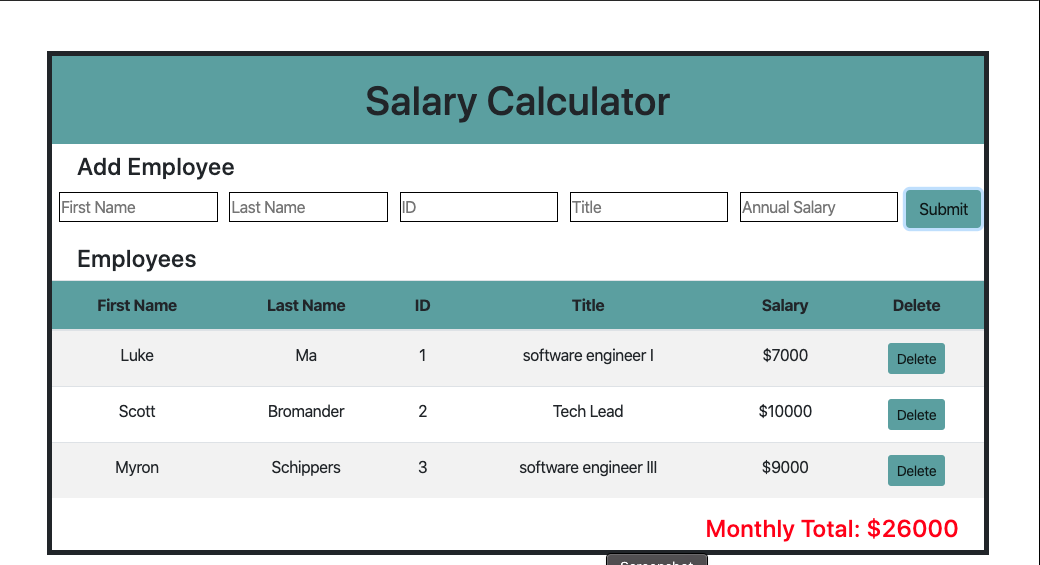 Salary Calculator
Add Employee
First Name Last Name ID Title Annual Salary Submit
Employees
First Name Last Name ID Title Salary Delete
Luke Ma 1 software engineer I $7000 Delete
Scott Bromander 2 Tech Lead $10000 Delete
Myron Schippers 3 software engineer III $9000 Delete
Monthly Total: $26000
Screenshot